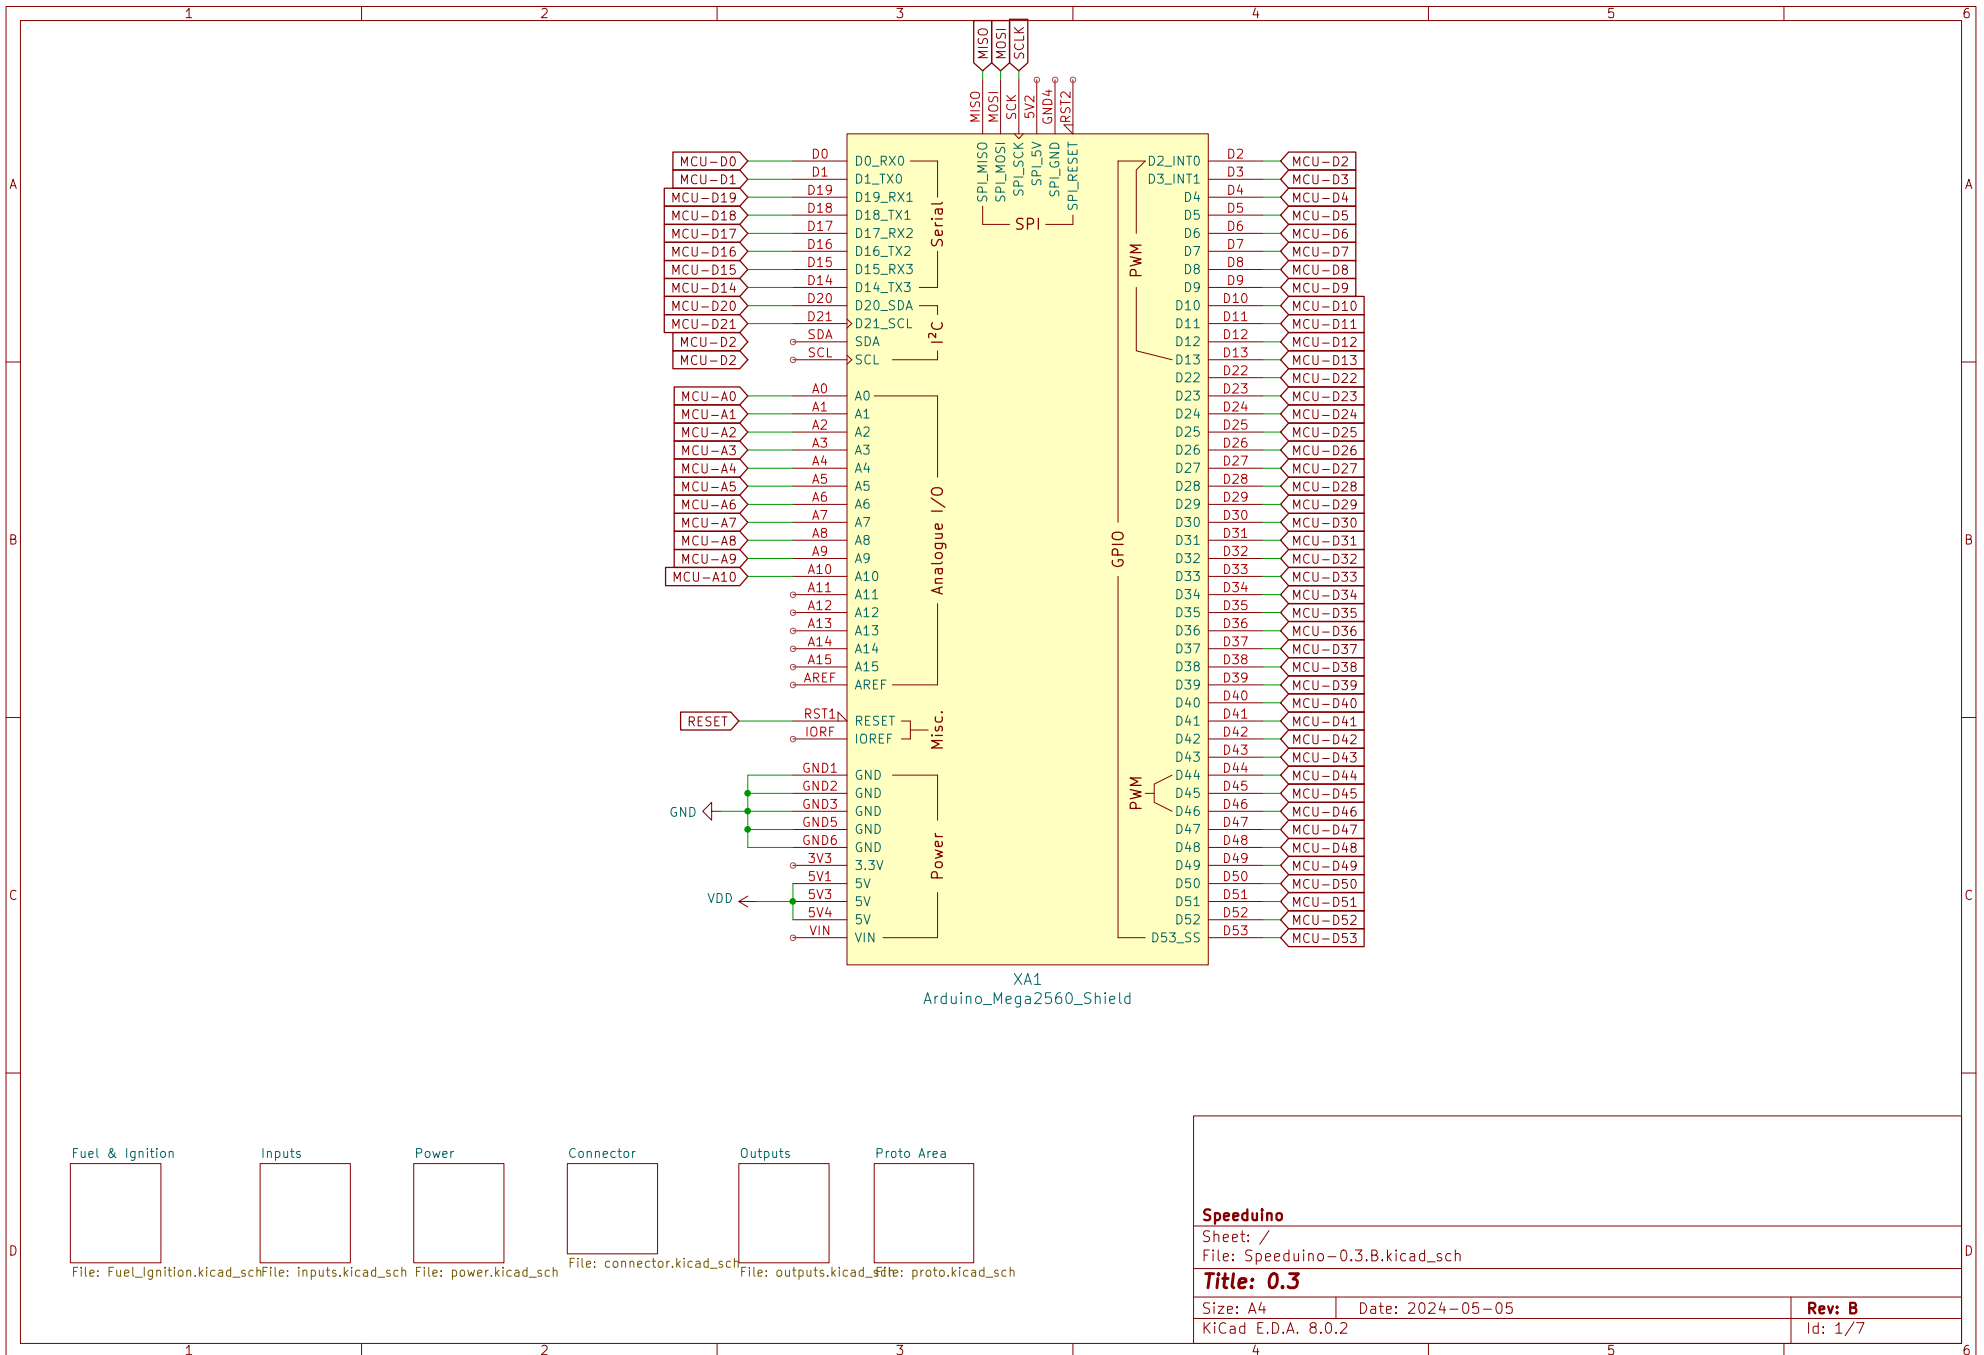 1 2 3 4 5 6
MISO MOSI SCLK
MISO MOSI SCK 5V2 GND4 RST2
SPI_MISO SPI_MOSI SPI_SCK SPI_5V SPI_GND SPI_RESET
SPI
A A
B B
C C
D D
MCU-D0 D0 D0_RX0
MCU-D1 D1 D1_TX0
MCU-D19 D19 D19_RX1
MCU-D18 D18 D18_TX1
MCU-D17 D17 D17_RX2
MCU-D16 D16 D16_TX2
MCU-D15 D15 D15_RX3
MCU-D14 D14 D14_TX3
Serial
MCU-D20 D20 D20_SDA
MCU-D21 D21 D21_SCL
MCU-D2 SDA SDA
MCU-D2 SCL SCL
I²C
MCU-A0 A0 A0
MCU-A1 A1 A1
MCU-A2 A2 A2
MCU-A3 A3 A3
MCU-A4 A4 A4
MCU-A5 A5 A5
MCU-A6 A6 A6
MCU-A7 A7 A7
MCU-A8 A8 A8
MCU-A9 A9 A9
MCU-A10 A10 A10
A11 A11
A12 A12
A13 A13
A14 A14
A15 A15
AREF AREF
Analogue I/O
RESET RST1 RESET
IORF IOREF
Misc.
GND1 GND
GND2 GND
GND GND3 GND
GND5 GND
GND6 GND
3V3 3.3V
5V1 5V
VDD 5V3 5V
5V4 5V
VIN VIN
Power
PWM
GPIO
PWM
D2_INT0 D2 MCU-D2
D3_INT1 D3 MCU-D3
D4 D4 MCU-D4
D5 D5 MCU-D5
D6 D6 MCU-D6
D7 D7 MCU-D7
D8 D8 MCU-D8
D9 D9 MCU-D9
D10 D10 MCU-D10
D11 D11 MCU-D11
D12 D12 MCU-D12
D13 D13 MCU-D13
D22 D22 MCU-D22
D23 D23 MCU-D23
D24 D24 MCU-D24
D25 D25 MCU-D25
D26 D26 MCU-D26
D27 D27 MCU-D27
D28 D28 MCU-D28
D29 D29 MCU-D29
D30 D30 MCU-D30
D31 D31 MCU-D31
D32 D32 MCU-D32
D33 D33 MCU-D33
D34 D34 MCU-D34
D35 D35 MCU-D35
D36 D36 MCU-D36
D37 D37 MCU-D37
D38 D38 MCU-D38
D39 D39 MCU-D39
D40 D40 MCU-D40
D41 D41 MCU-D41
D42 D42 MCU-D42
D43 D43 MCU-D43
D44 D44 MCU-D44
D45 D45 MCU-D45
D46 D46 MCU-D46
D47 D47 MCU-D47
D48 D48 MCU-D48
D49 D49 MCU-D49
D50 D50 MCU-D50
D51 D51 MCU-D51
D52 D52 MCU-D52
D53_SS D53 MCU-D53
XA1
Arduino_Mega2560_Shield
Fuel & Ignition
File: Fuel_Ignition.kicad_sch
Inputs
File: inputs.kicad_sch
Power
File: power.kicad_sch
Connector
File: connector.kicad_sch
Outputs
File: outputs.kicad_sch
Proto Area
File: proto.kicad_sch
Speeduino
Sheet: /
File: Speeduino-0.3.B.kicad_sch
Title: 0.3
Size: A4 Date: 2024-05-05 Rev: B
KiCad E.D.A. 8.0.2 Id: 1/7
1 2 3 4 5 6